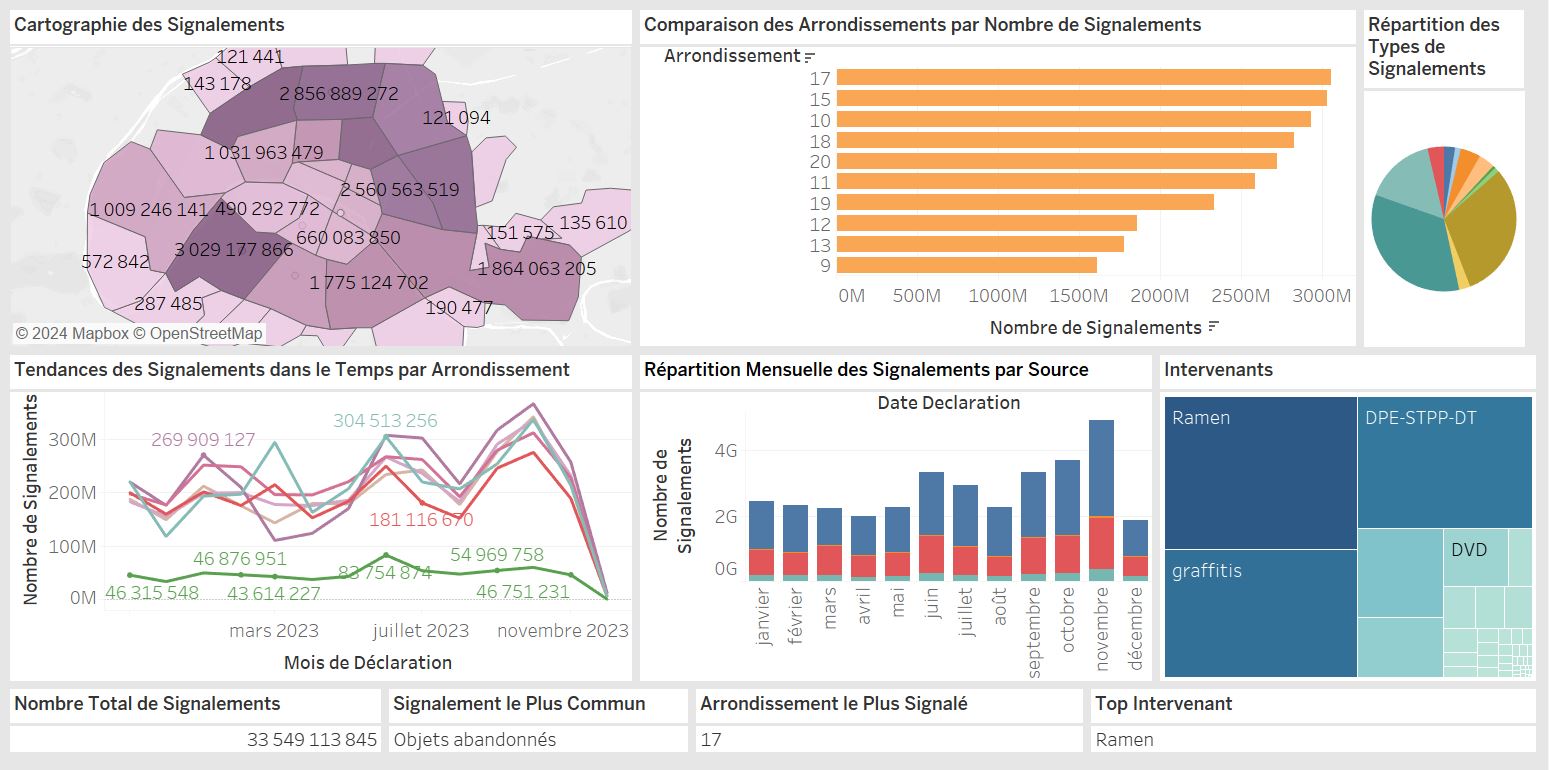 Cartographie des Signalements
121 441
143 178
2 856 889 272
121 094
1 031 963 479
2 560 563 519
1 009 246 141
490 292 772
135 610
151 575
660 083 850
3 029 177 866
572 842
1 864 063 205
1 775 124 702
287 485
190 477
© 2024 Mapbox © OpenStreetMap
Comparaison des Arrondissements par Nombre de Signalements
Arrondissement
17
15
10
18
20
11
19
12
13
9
0M 500M 1000M 1500M 2000M 2500M 3000M
Nombre de Signalements
Répartition des
Types de
Signalements
Tendances des Signalements dans le Temps par Arrondissement
Nombre de Signalements
300M
200M
100M
0M
269 909 127
304 513 256
181 116 670
46 876 951
54 969 758
83 754 874
46 315 548
43 614 227
46 751 231
mars 2023 juillet 2023 novembre 2023
Mois de Déclaration
Répartition Mensuelle des Signalements par Source
Date Declaration
Nombre de
Signalements
4G
2G
0G
janvier
février
mars
avril
mai
juin
juillet
août
septembre
octobre
novembre
décembre
Intervenants
Ramen
DPE-STPP-DT
graffitis
DVD
Nombre Total de Signalements
33 549 113 845
Signalement le Plus Commun
Objets abandonnés
Arrondissement le Plus Signalé
17
Top Intervenant
Ramen